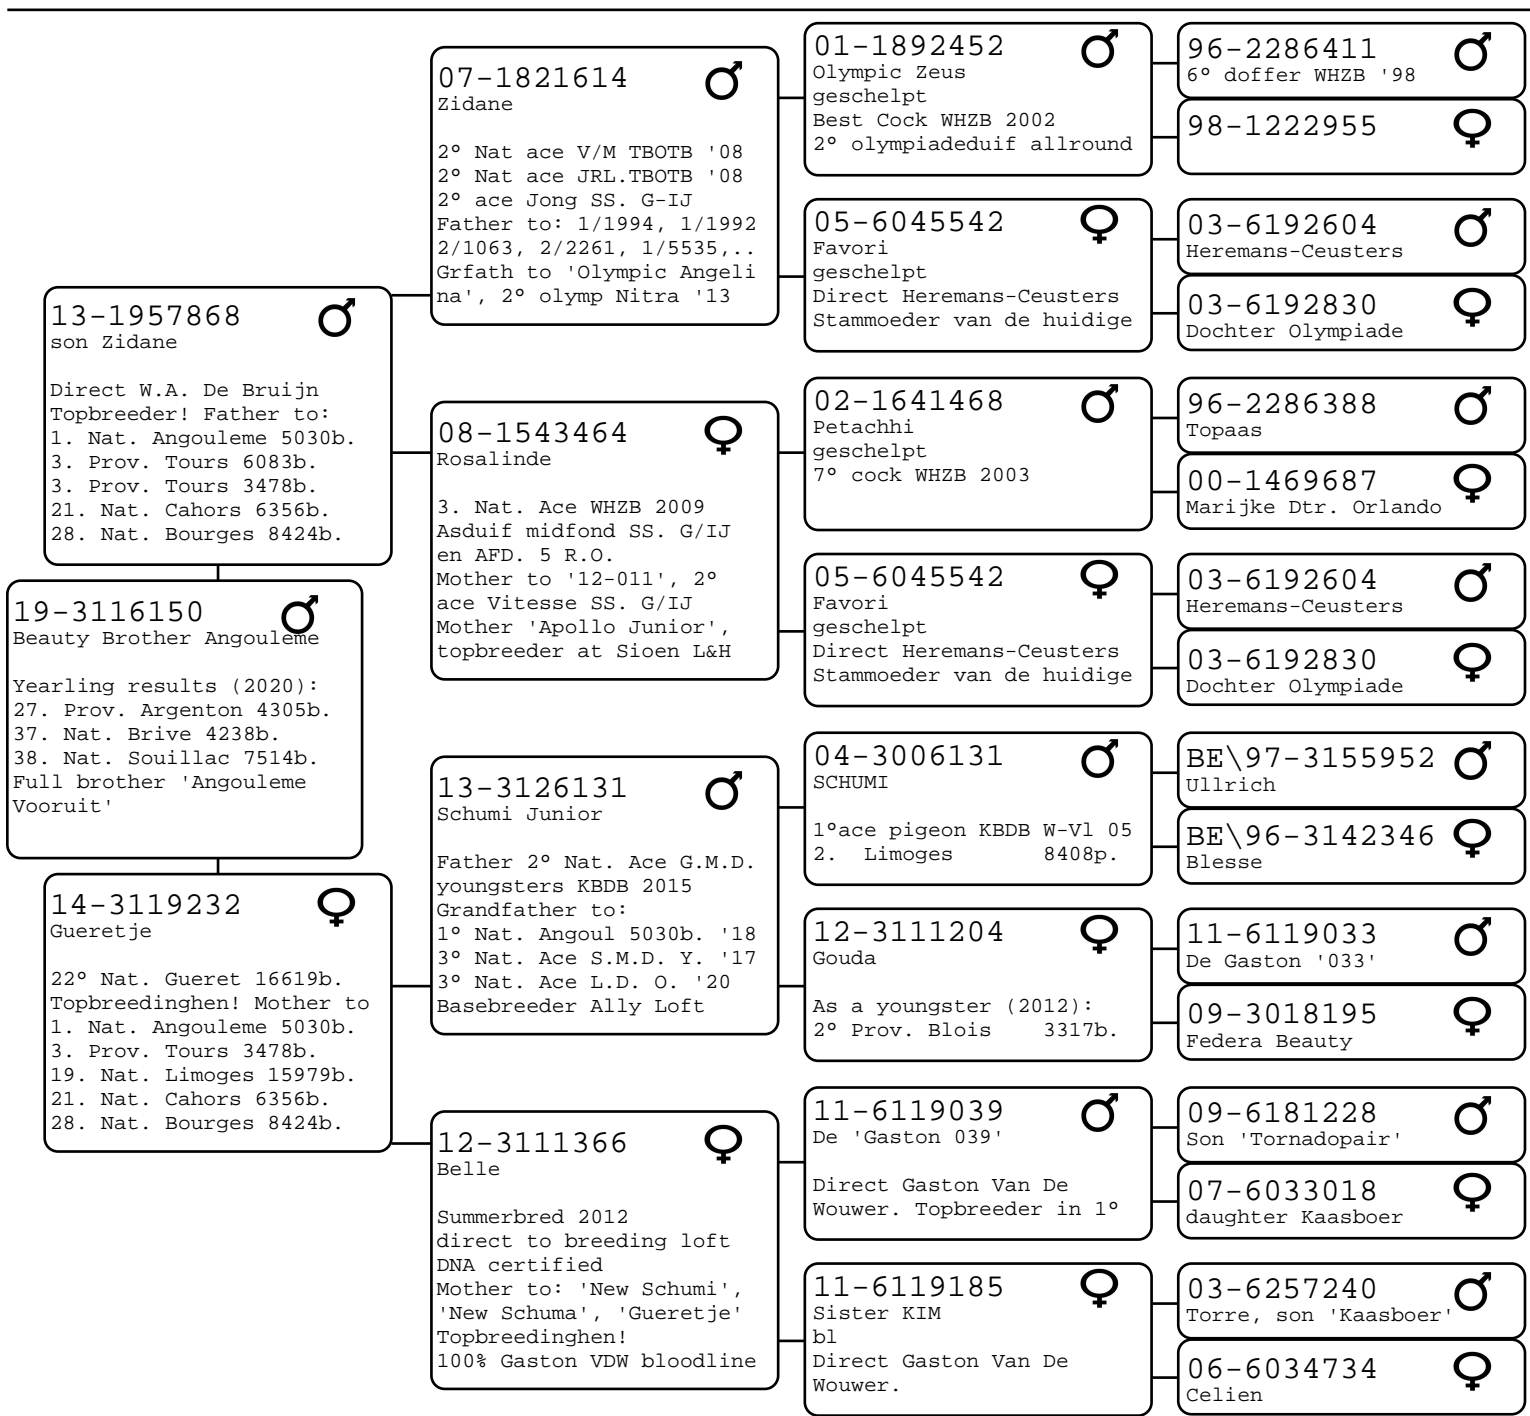 19-3116150
Beauty Brother Angouleme
Yearling results (2020):
27. Prov. Argenton 4305b.
37. Nat. Brive 4238b.
38. Nat. Souillac 7514b.
Full brother 'Angouleme
Vooruit'
13-1957868
son Zidane
Direct W.A. De Bruijn
Topbreeder! Father to:
1. Nat. Angouleme 5030b.
3. Prov. Tours 6083b.
3. Prov. Tours 3478b.
21. Nat. Cahors 6356b.
28. Nat. Bourges 8424b.
14-3119232
Gueretje
22° Nat. Gueret 16619b.
Topbreedinghen! Mother to
1. Nat. Angouleme 5030b.
3. Prov. Tours 3478b.
19. Nat. Limoges 15979b.
21. Nat. Cahors 6356b.
28. Nat. Bourges 8424b.
07-1821614
Zidane
2° Nat ace V/M TBOTB '08
2° Nat ace JRL.TBOTB '08
2° ace Jong SS. G-IJ
Father to: 1/1994, 1/1992
2/1063, 2/2261, 1/5535,..
Grfath to 'Olympic Angeli
na', 2° olymp Nitra '13
08-1543464
Rosalinde
3. Nat. Ace WHZB 2009
Asduif midfond SS. G/IJ
en AFD. 5 R.O.
Mother to '12-011', 2°
ace Vitesse SS. G/IJ
Mother 'Apollo Junior',
topbreeder at Sioen L&H
13-3126131
Schumi Junior
Father 2° Nat. Ace G.M.D.
youngsters KBDB 2015
Grandfather to:
1° Nat. Angoul 5030b. '18
3° Nat. Ace S.M.D. Y. '17
3° Nat. Ace L.D. O. '20
Basebreeder Ally Loft
12-3111366
Belle
Summerbred 2012
direct to breeding loft
DNA certified
Mother to: 'New Schumi',
'New Schuma', 'Gueretje'
Topbreedinghen!
100% Gaston VDW bloodline
01-1892452
Olympic Zeus
geschelpt
Best Cock WHZB 2002
2° olympiadeduif allround
05-6045542
Favori
geschelpt
Direct Heremans-Ceusters
Stammoeder van de huidige
02-1641468
Petachhi
geschelpt
7° cock WHZB 2003
05-6045542
Favori
geschelpt
Direct Heremans-Ceusters
Stammoeder van de huidige
04-3006131
SCHUMI
1°ace pigeon KBDB W-Vl 05
2. Limoges 8408p.
12-3111204
Gouda
As a youngster (2012):
2° Prov. Blois 3317b.
11-6119039
De 'Gaston 039'
Direct Gaston Van De
Wouwer. Topbreeder in 1°
11-6119185
Sister KIM
bl
Direct Gaston Van De
Wouwer.
96-2286411
6° doffer WHZB '98
98-1222955
03-6192604
Heremans-Ceusters
03-6192830
Dochter Olympiade
96-2286388
Topaas
00-1469687
Marijke Dtr. Orlando
03-6192604
Heremans-Ceusters
03-6192830
Dochter Olympiade
BE\97-3155952
Ullrich
BE\96-3142346
Blesse
11-6119033
De Gaston '033'
09-3018195
Federa Beauty
09-6181228
Son 'Tornadopair'
07-6033018
daughter Kaasboer
03-6257240
Torre, son 'Kaasboer'
06-6034734
Celien